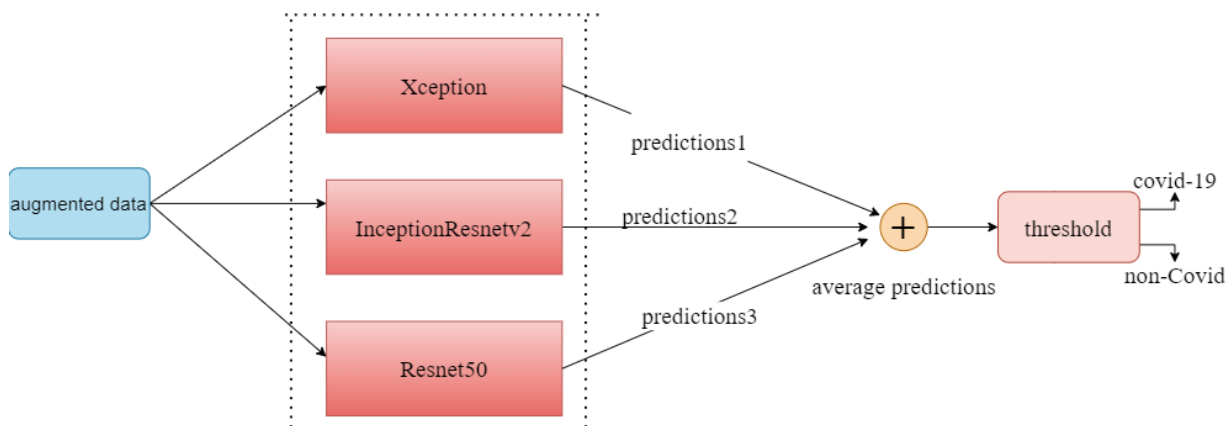 Xception
predictions1
augmented data
InceptionResnetv2
predictions2
+
threshold
covid-19
non-Covid
average predictions
predictions3
Resnet50